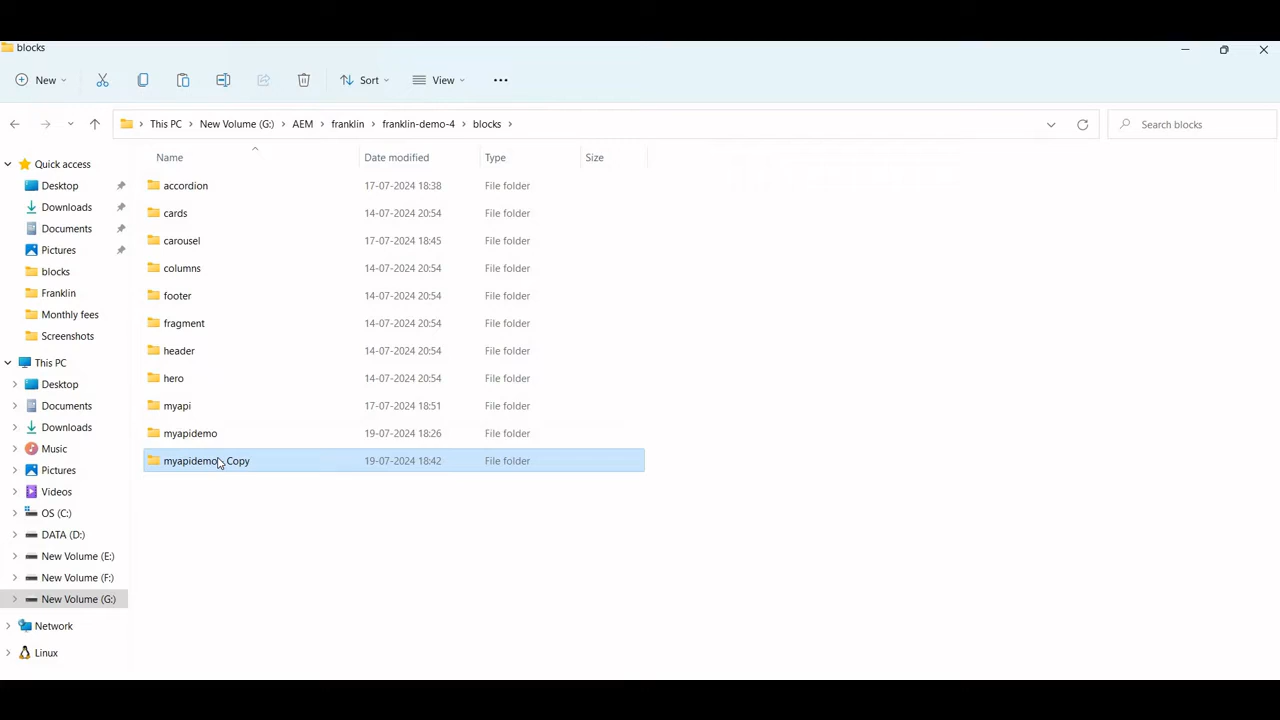 blocks
New Sort View
This PC New Volume (G:) AEM franklin franklin-demo-4 blocks Search blocks
Name Date modified Type Size
Quick access
Desktop
Downloads
Documents
Pictures
blocks
Franklin
Monthly fees
Screenshots
This PC
Desktop
Documents
Downloads
Music
Pictures
Videos
OS (C:)
DATA (D:)
New Volume (E:)
New Volume (F:)
New Volume (G:)
Network
Linux
accordion 17-07-2024 18:38 File folder
cards 14-07-2024 20:54 File folder
carousel 17-07-2024 18:45 File folder
columns 14-07-2024 20:54 File folder
footer 14-07-2024 20:54 File folder
fragment 14-07-2024 20:54 File folder
header 14-07-2024 20:54 File folder
hero 14-07-2024 20:54 File folder
myapi 17-07-2024 18:51 File folder
myapidemo 19-07-2024 18:26 File folder
myapidemo - Copy 19-07-2024 18:42 File folder